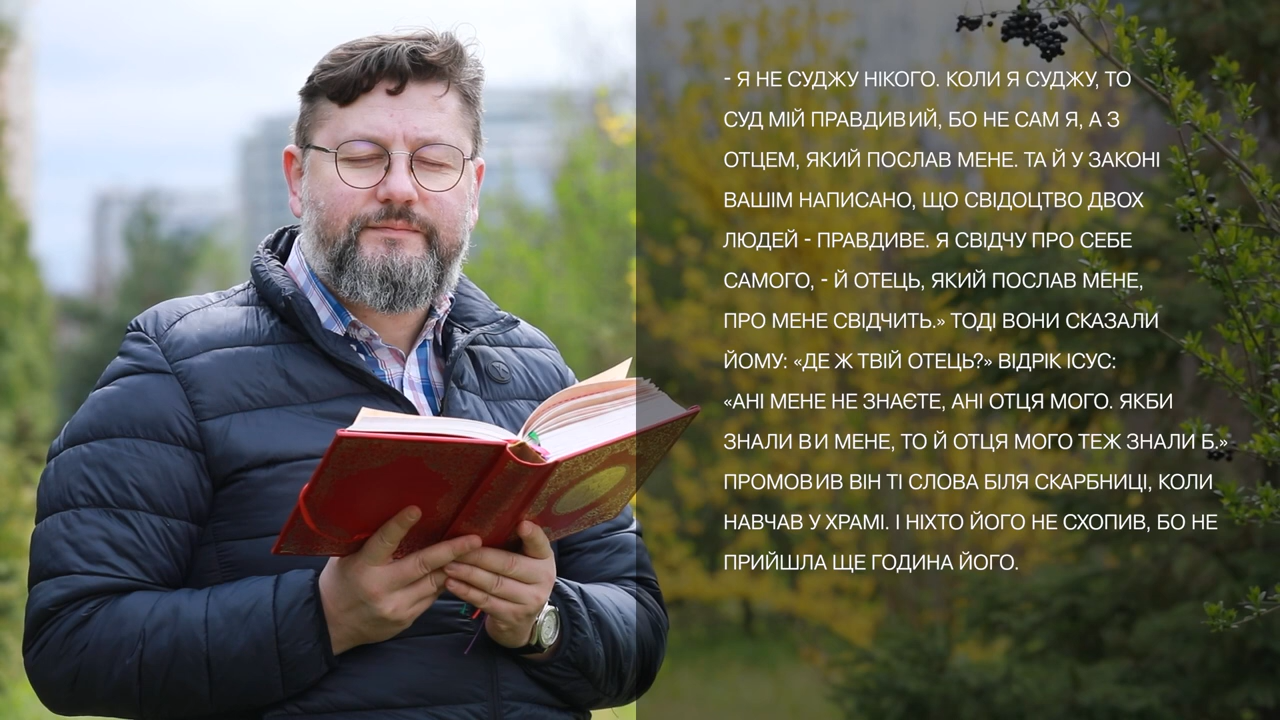 - Я НЕ СУДЖУ НІКОГО. КОЛИ Я СУДЖУ, ТО
СУД МІЙ ПРАВДИВИЙ, БО НЕ САМ Я, А З
ОТЦЕМ, ЯКИЙ ПОСЛАВ МЕНЕ. ТА Й У ЗАКОНІ
ВАШІМ НАПИСАНО, ЩО СВІДОЦТВО ДВОХ
ЛЮДЕЙ - ПРАВДИВЕ. Я СВІДЧУ ПРО СЕБЕ
САМОГО, - Й ОТЕЦЬ, ЯКИЙ ПОСЛАВ МЕНЕ,
ПРО МЕНЕ СВІДЧИТЬ.» ТОДІ ВОНИ СКАЗАЛИ
ЙОМУ: «ДЕ Ж ТВІЙ ОТЕЦЬ?» ВІДРІК ІСУС:
«АНІ МЕНЕ НЕ ЗНАЄТЕ, АНІ ОТЦЯ МОГО. ЯКБИ
ЗНАЛИ ВИ МЕНЕ, ТО Й ОТЦЯ МОГО ТЕЖ ЗНАЛИ Б.»
ПРОМОВИВ ВІН ТІ СЛОВА БІЛЯ СКАРБНИЦІ, КОЛИ
НАВЧАВ У ХРАМІ. І НІХТО ЙОГО НЕ СХОПИВ, БО НЕ
ПРИЙШЛА ЩЕ ГОДИНА ЙОГО.